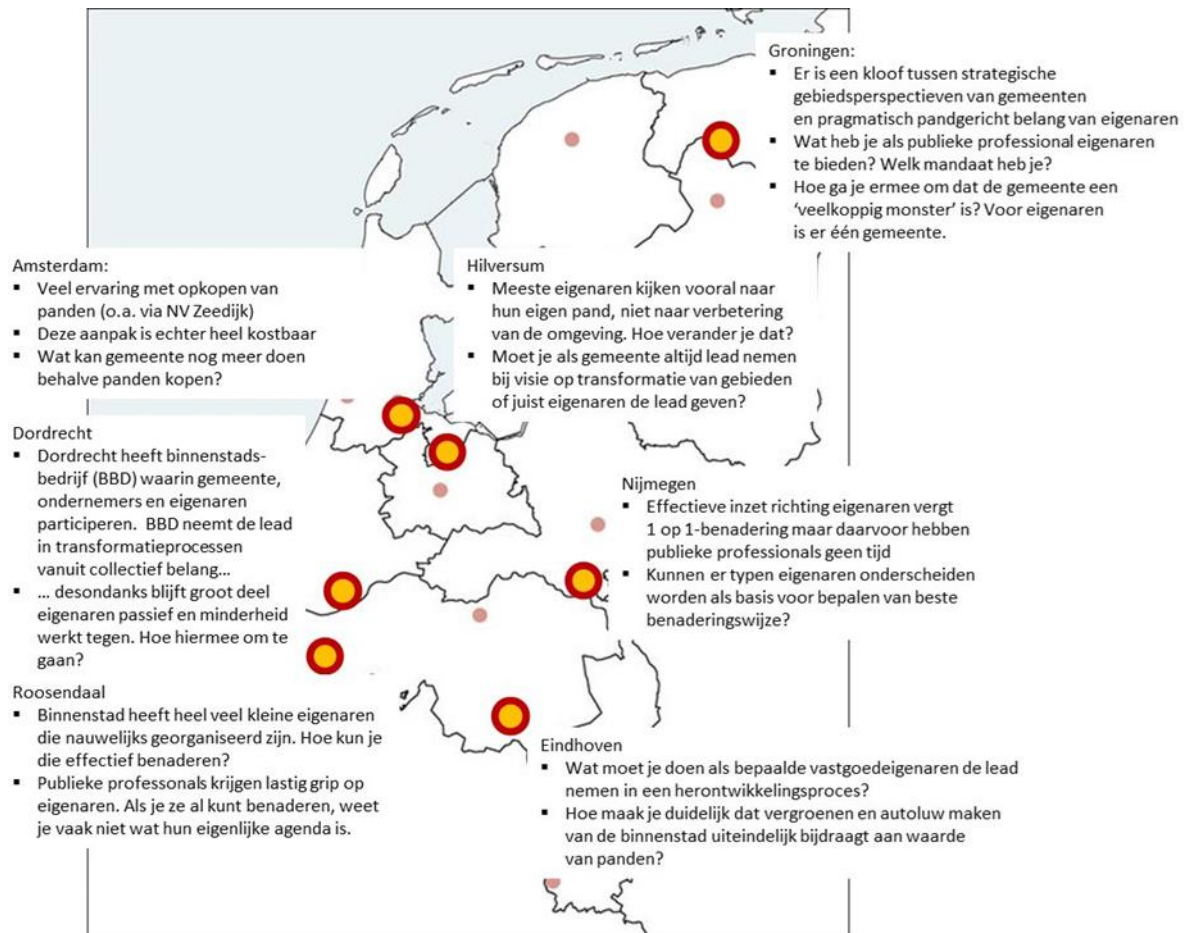 Groningen:
▪ Er is een kloof tussen strategische
gebiedsperspectieven van gemeenten
en pragmatisch pandgericht belang van eigenaren
▪ Wat heb je als publieke professional eigenaren
te bieden? Welk mandaat heb je?
▪ Hoe ga je ermee om dat de gemeente een
‘veelkoppig monster’ is? Voor eigenaren
is er één gemeente.
Amsterdam:
▪ Veel ervaring met opkopen van
panden (o.a. via NV Zeedijk)
▪ Deze aanpak is echter heel kostbaar
▪ Wat kan gemeente nog meer doen
behalve panden kopen?
Hilversum
▪ Meeste eigenaren kijken vooral naar
hun eigen pand, niet naar verbetering
van de omgeving. Hoe verander je dat?
▪ Moet je als gemeente altijd lead nemen
bij visie op transformatie van gebieden
of juist eigenaren de lead geven?
Dordrecht
▪ Dordrecht heeft binnenstads-
bedrijf (BBD) waarin gemeente,
ondernemers en eigenaren
participeren. BBD neemt de lead
in transformatieprocessen
vanuit collectief belang...
▪ ... desondanks blijft groot deel
eigenaren passief en minderheid
werkt tegen. Hoe hiermee om te
gaan?
Nijmegen
▪ Effectieve inzet richting eigenaren vergt
1 op 1-benadering maar daarvoor hebben
publieke professionals geen tijd
▪ Kunnen er typen eigenaren onderscheiden
worden als basis voor bepalen van beste
benaderingswijze?
Roosendaal
▪ Binnenstad heeft heel veel kleine eigenaren
die nauwelijks georganiseerd zijn. Hoe kun je
die effectief benaderen?
▪ Publieke professonals krijgen lastig grip op
eigenaren. Als je ze al kunt benaderen, weet
je vaak niet wat hun eigenlijke agenda is.
Eindhoven
▪ Wat moet je doen als bepaalde vastgoedeigenaren de lead
nemen in een herontwikkelingsproces?
▪ Hoe maak je duidelijk dat vergroenen en autoluw maken
van de binnenstad uiteindelijk bijdraagt aan waarde
van panden?